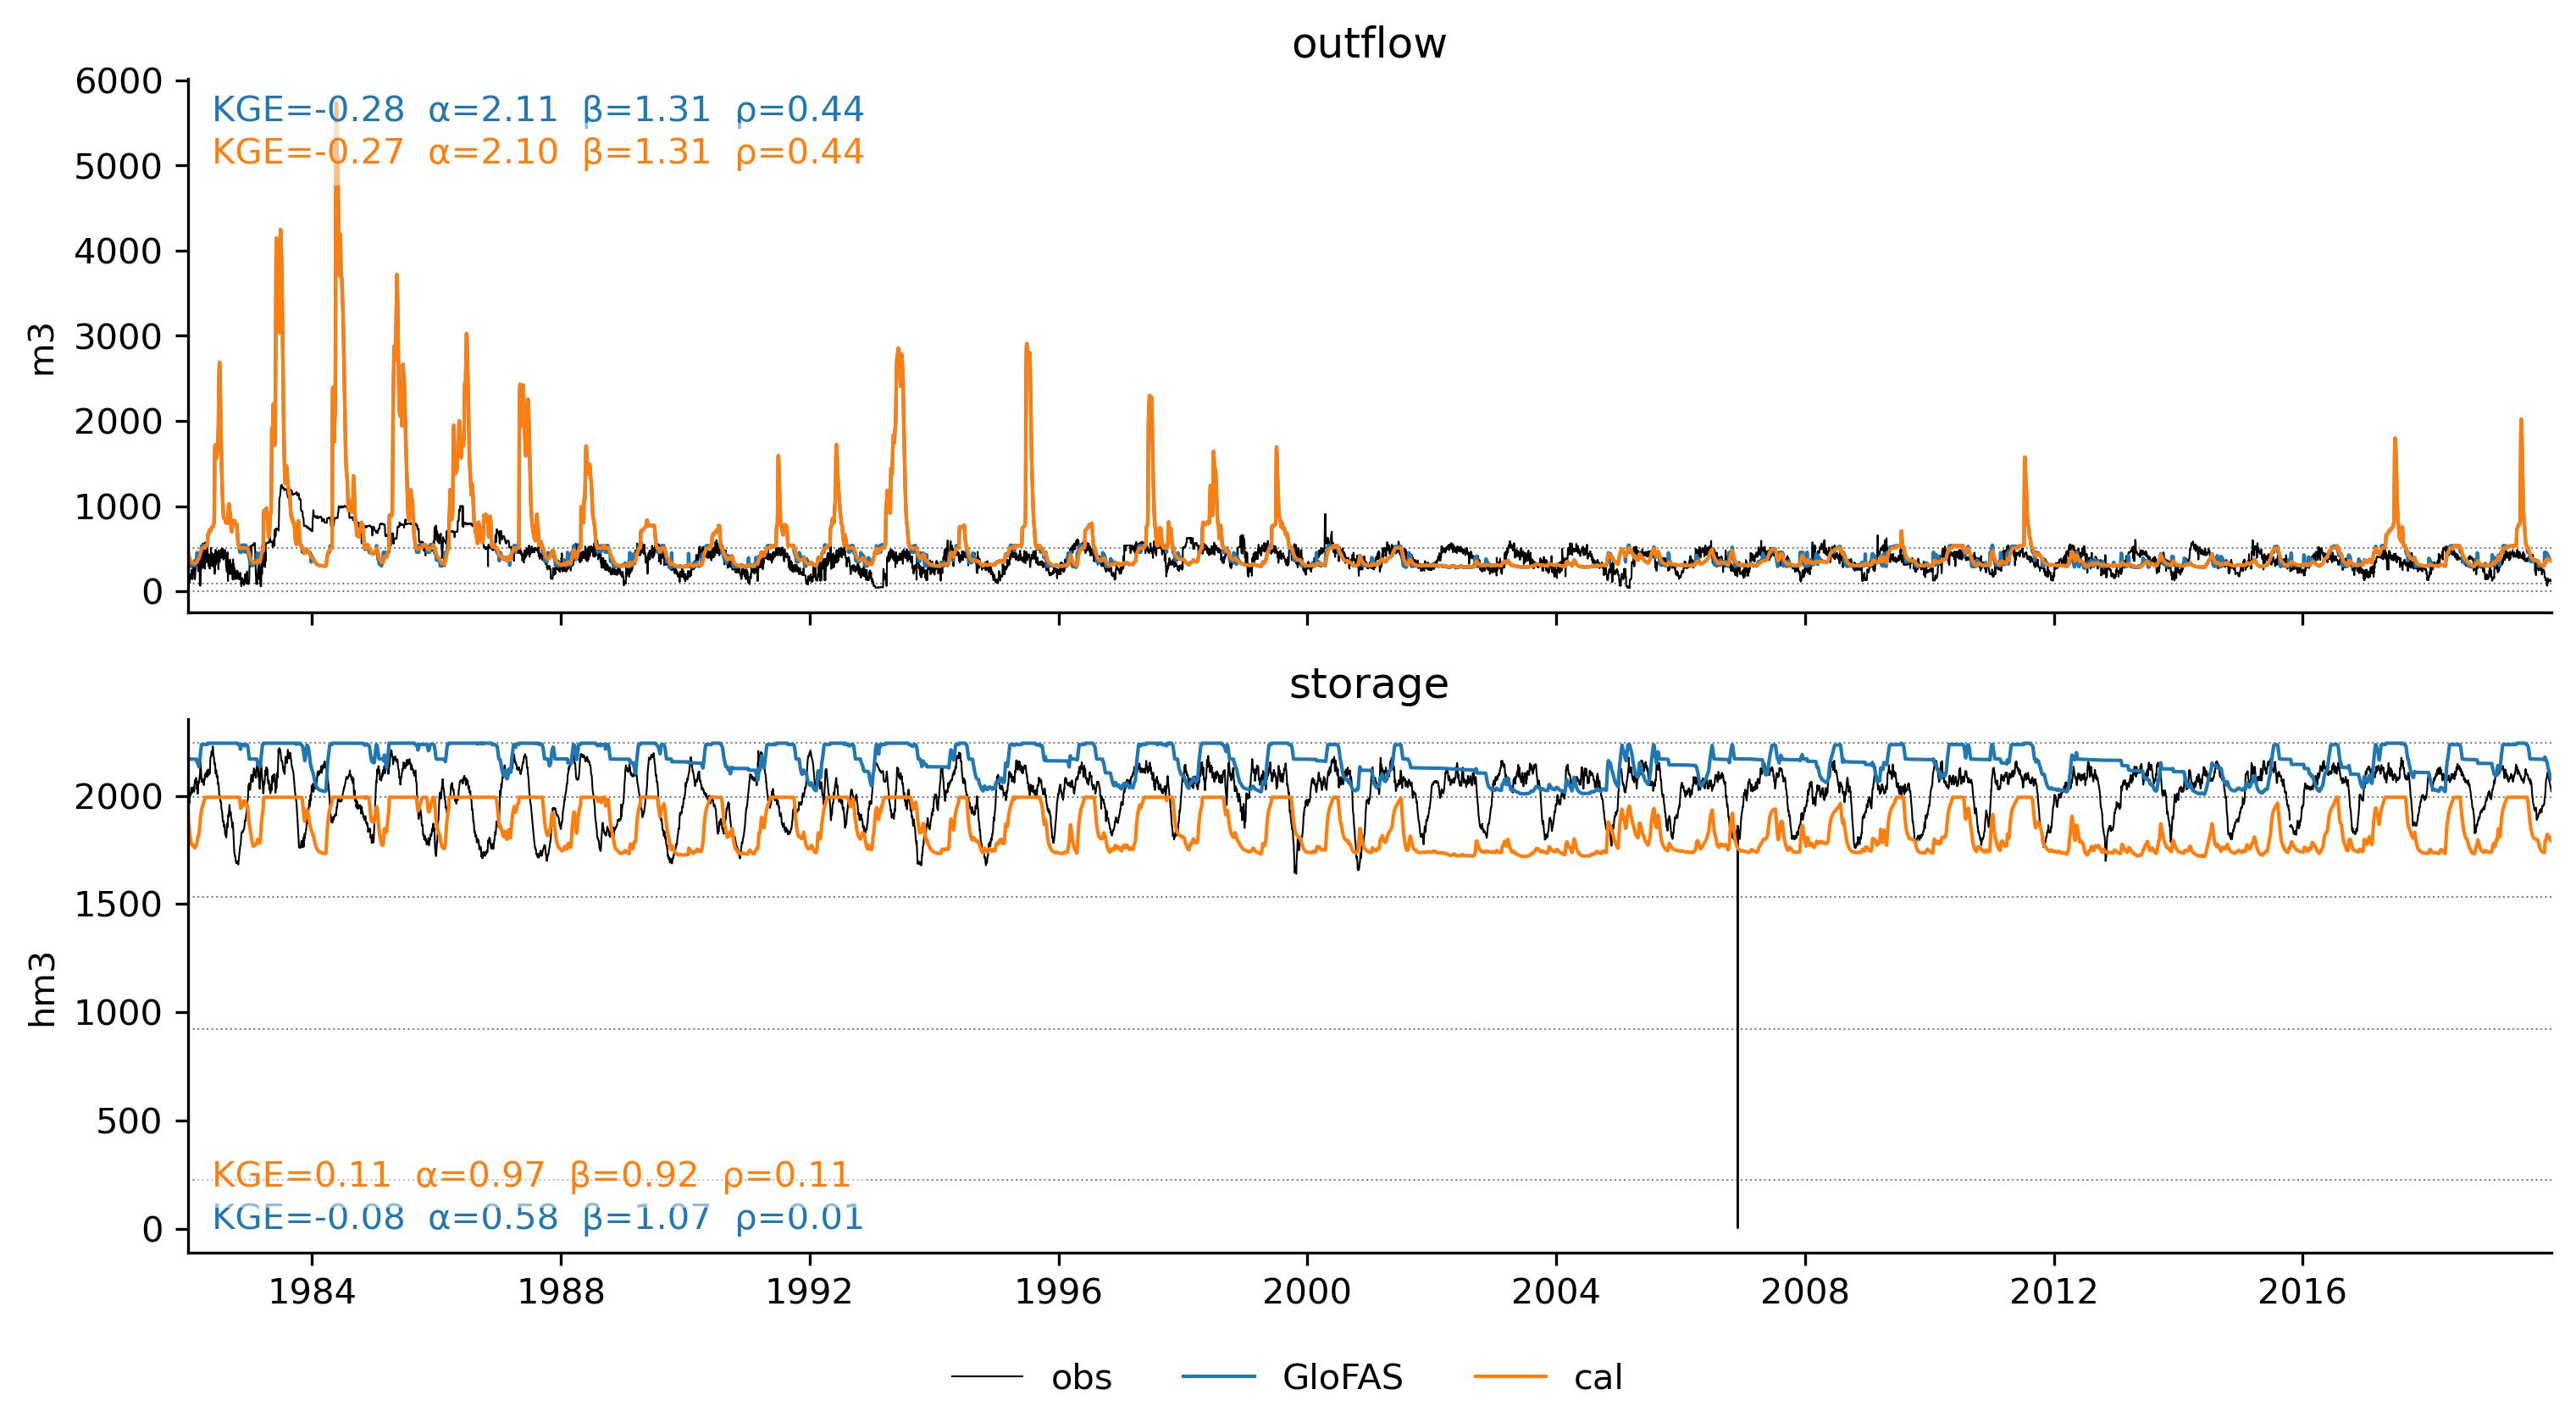 outflow
6000
KGE=-0.28 α=2.11 β=1.31 ρ=0.44
KGE=-0.27 α=2.10 β=1.31 ρ=0.44
5000
4000
m3
3000
2000
1000
0
storage
2000
1500
hm3
1000
500
KGE=0.11 α=0.97 β=0.92 ρ=0.11
KGE=-0.08 α=0.58 β=1.07 ρ=0.01
0
1984 1988 1992 1996 2000 2004 2008 2012 2016
obs GloFAS cal